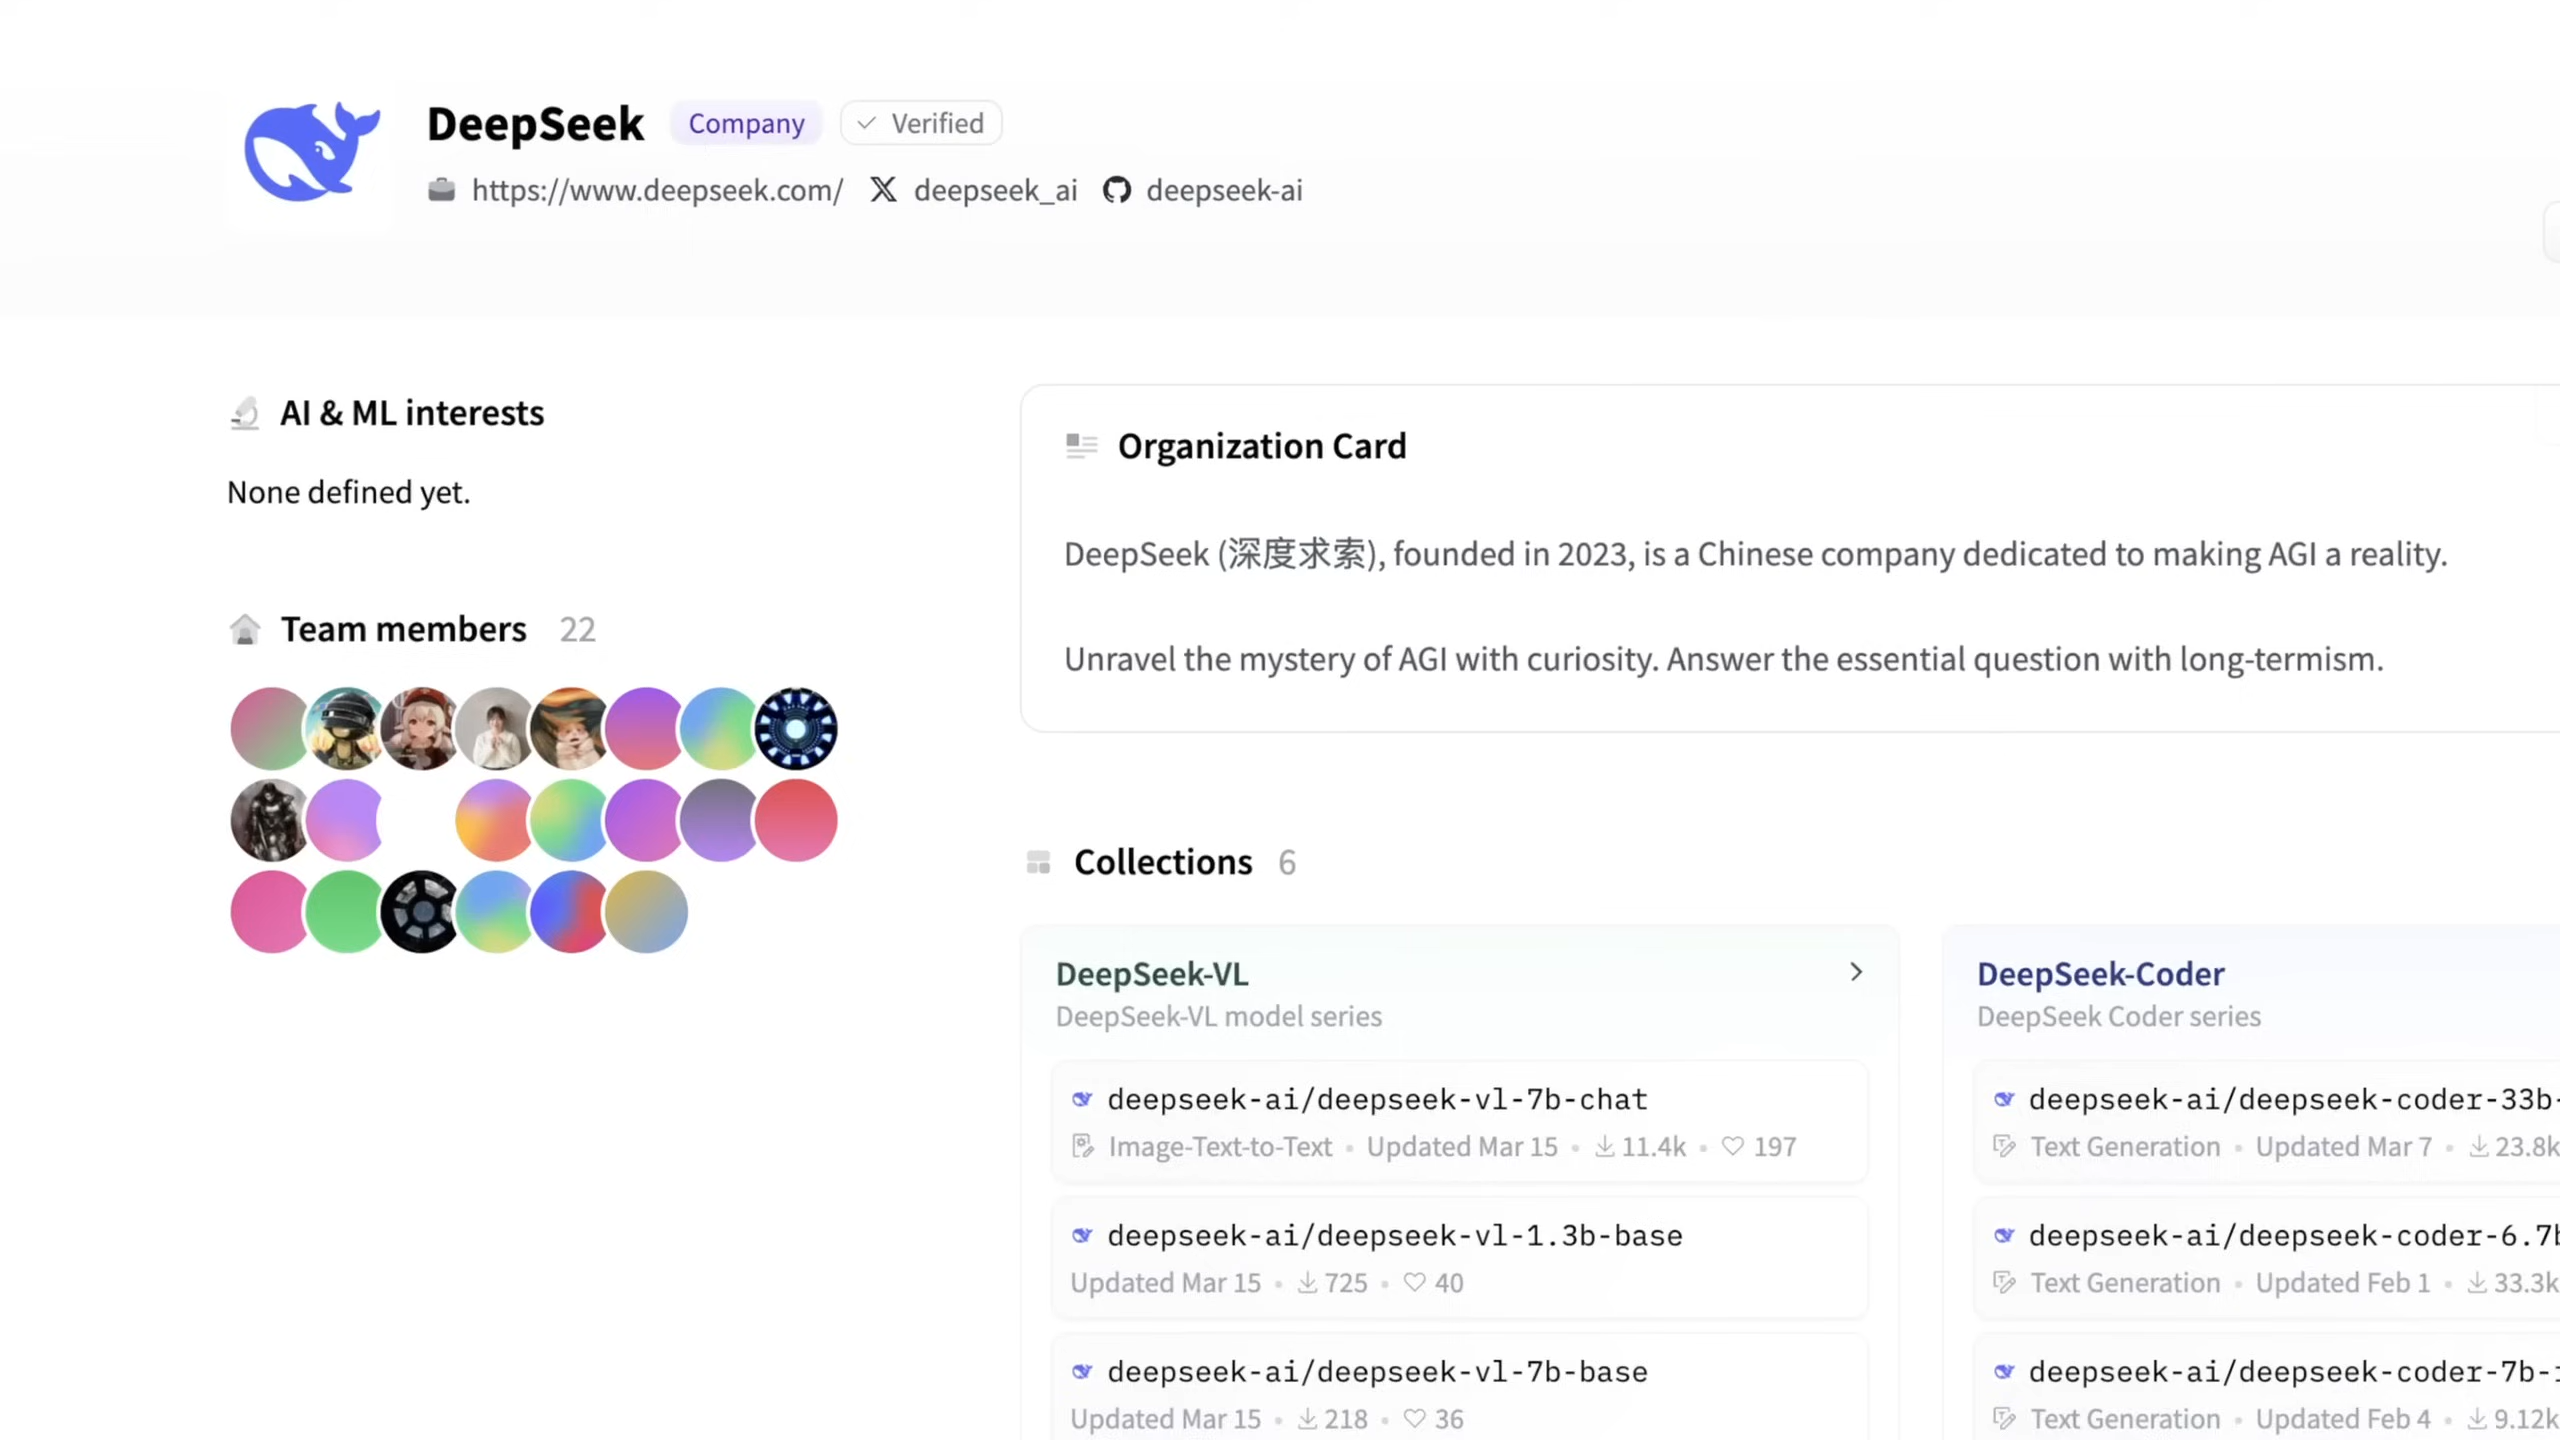 DeepSeek Company Verified
https://www.deepseek.com/ deepseek_ai deepseek-ai
AI & ML interests
None defined yet.
Team members 22
Organization Card
DeepSeek (深度求索), founded in 2023, is a Chinese company dedicated to making AGI a reality.
Unravel the mystery of AGI with curiosity. Answer the essential question with long-termism.
Collections 6
DeepSeek-VL
DeepSeek-VL model series
deepseek-ai/deepseek-vl-7b-chat
Image-Text-to-Text • Updated Mar 15 • 11.4k • 197
deepseek-ai/deepseek-vl-1.3b-base
Updated Mar 15 • 725 • 40
deepseek-ai/deepseek-vl-7b-base
Updated Mar 15 • 218 • 36
DeepSeek-Coder
DeepSeek Coder series
deepseek-ai/deepseek-coder-33b-
Text Generation • Updated Mar 7 • 23.8k
deepseek-ai/deepseek-coder-6.7b
Text Generation • Updated Feb 1 • 33.3k
deepseek-ai/deepseek-coder-7b-
Text Generation • Updated Feb 4 • 9.12k